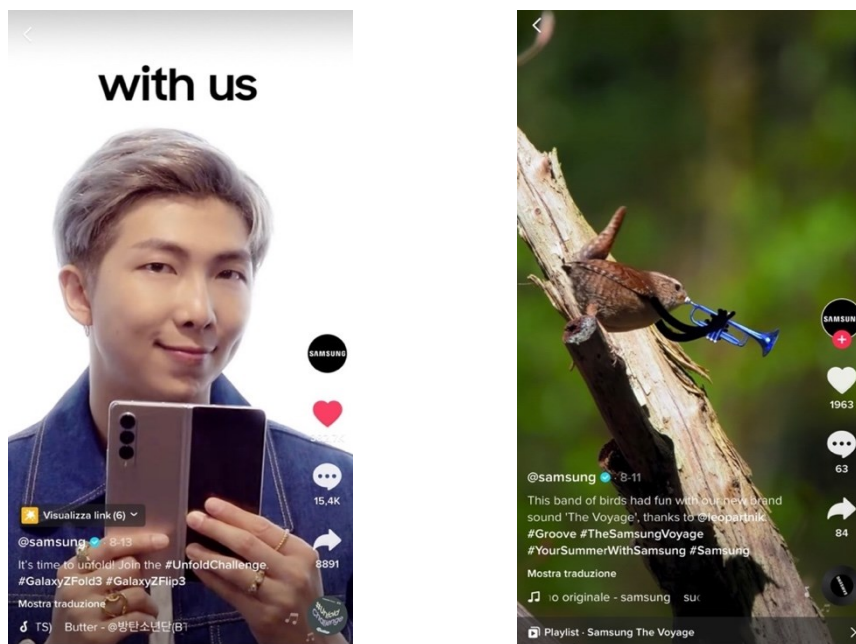 with us
SAMSUNG
15,4K
Visualizza link (6)
@samsung · 8-13
8891
It's time to unfold! Join the #UnfoldChallenge.
#GalaxyZFold3 #GalaxyZFlip3
Mostra traduzione
TS) Butter - @방탄소년단(BT
SAMSUNG
1963
63
@samsung · 8-11
This band of birds had fun with our new brand
sound 'The Voyage', thanks to @leopartnik
#Groove #TheSamsungVoyage
#YourSummerWithSamsung #Samsung
84
Mostra traduzione
originale - samsung
Playlist · Samsung The Voyage